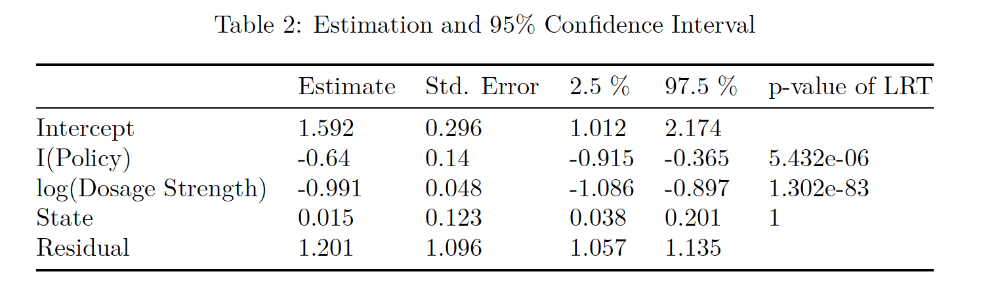 Table 2: Estimation and 95% Confidence Interval
Estimate Std. Error 2.5 % 97.5 % p-value of LRT
Intercept 1.592 0.296 1.012 2.174
I(Policy) -0.64 0.14 -0.915 -0.365 5.432e-06
log(Dosage Strength) -0.991 0.048 -1.086 -0.897 1.302e-83
State 0.015 0.123 0.038 0.201 1
Residual 1.201 1.096 1.057 1.135